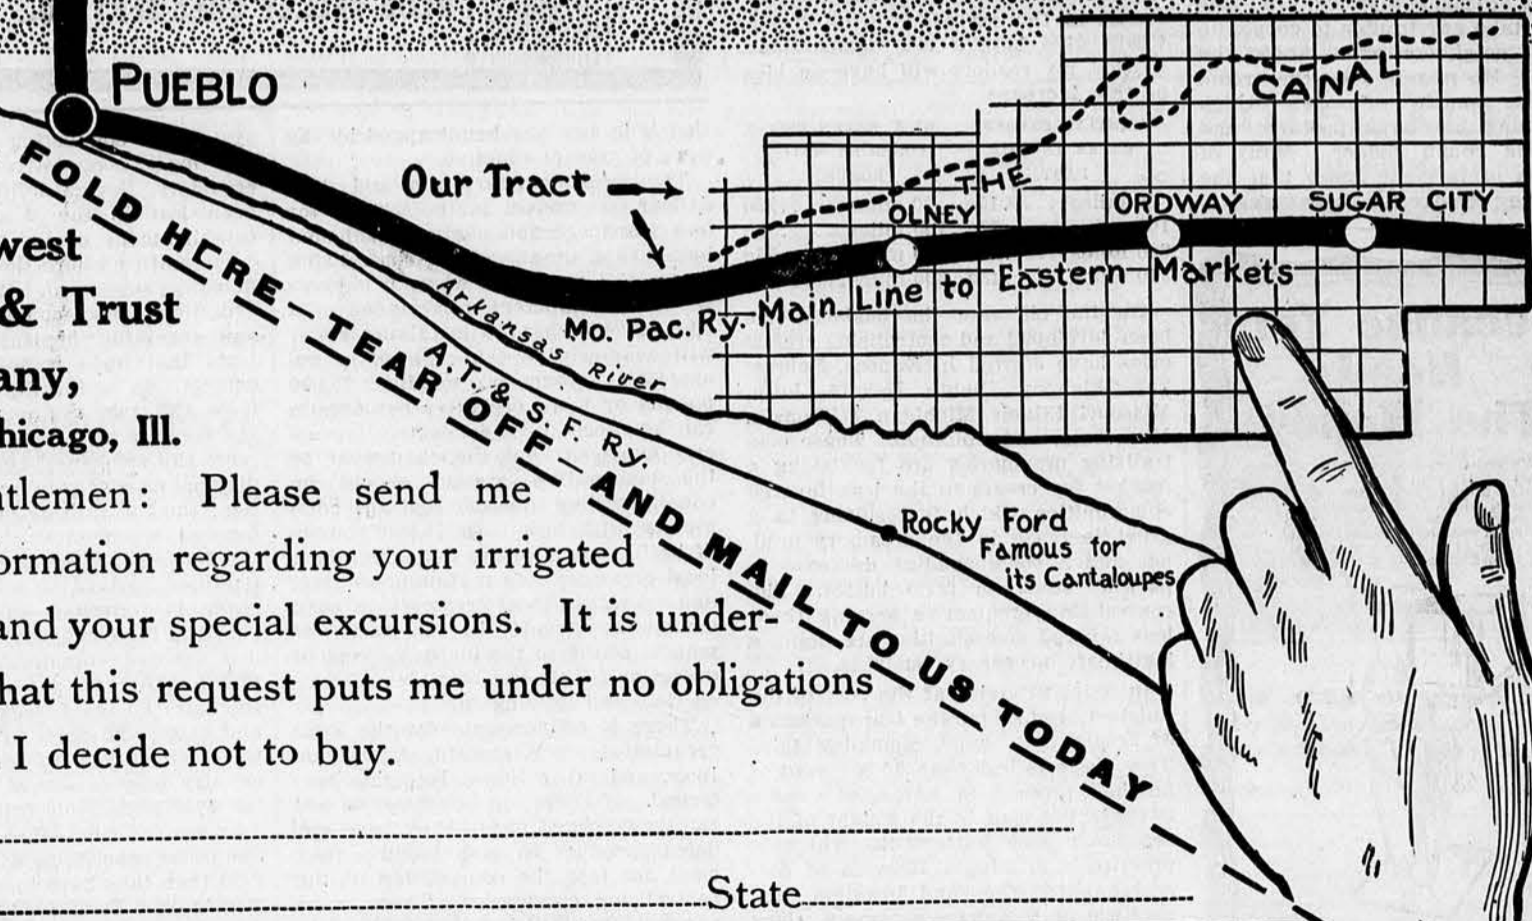 PUEBLO
Our Tract
THE
CANAL
OLNEY
ORDWAY
SUGAR CITY
Mo. Pac. Ry. Main Line to Eastern Markets
Arkansas River
A.T. & S. F. Ry.
Rocky Ford
Famous for
its Cantaloupes
FOLD HERE - TEAR OFF - AND MAIL TO US TODAY
west
& Trust
any,
hicago, Ill.
ntlemen: Please send me
ormation regarding your irrigated
and your special excursions. It is under-
hat this request puts me under no obligations
I decide not to buy.
State